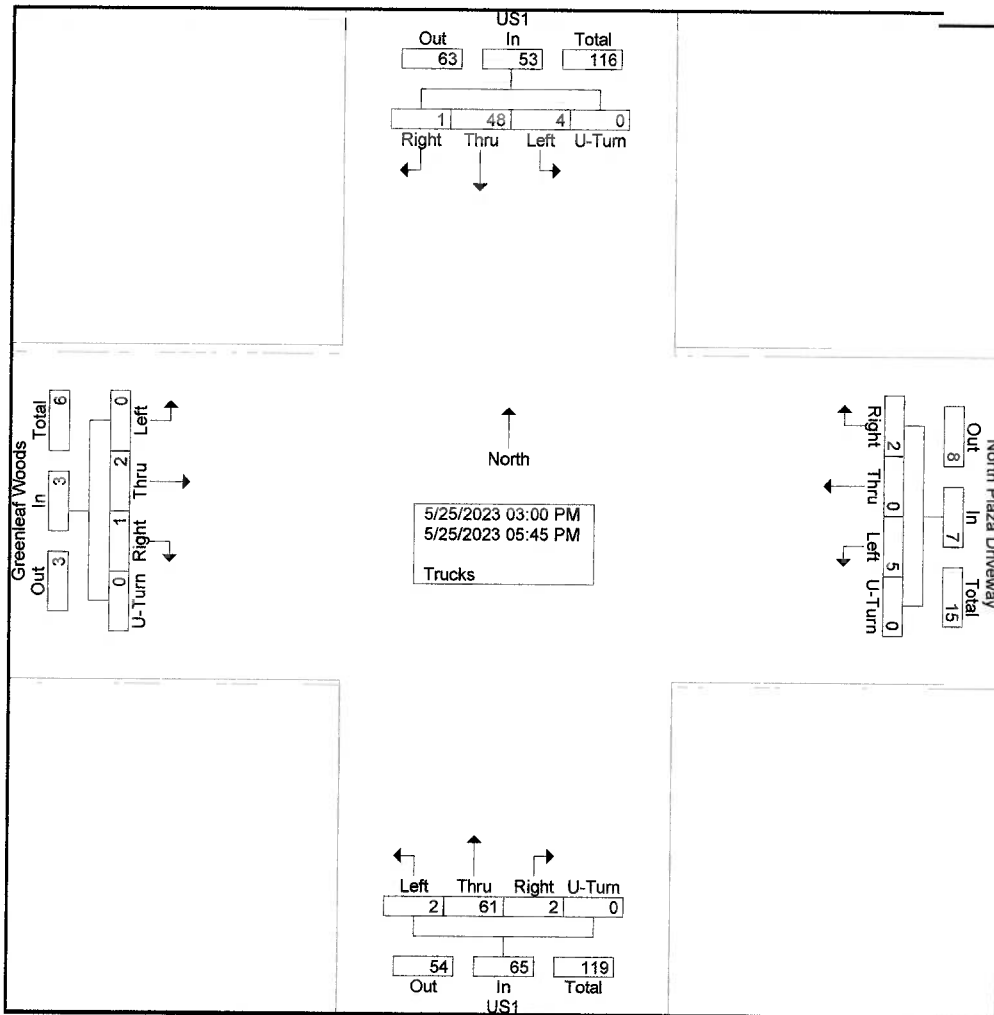 US1
Out In Total
63 53 116
1 48 4 0
Right Thru Left U-Turn
Greenleaf Woods
Total In Out
6 3 3
0 2 1 0
Left Thru Right U-Turn
North
5/25/2023 03:00 PM
5/25/2023 05:45 PM
Trucks
Right Thru Left U-Turn
2 0 5 0
Out In Total
8 7 15
North Plaza Driveway
Left Thru Right U-Turn
2 61 2 0
54 65 119
Out In Total
US1